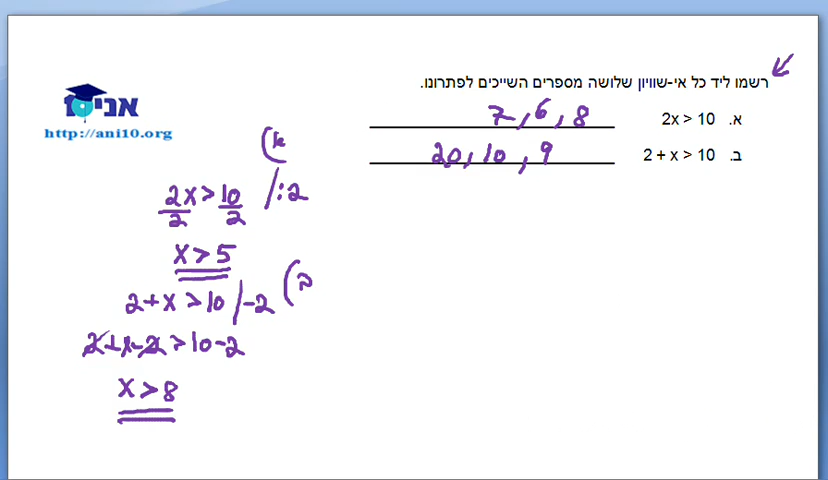 רשמו ליד כל אי-שוויון שלושה מספרים השייכים לפתרונו.
א. 2x > 10 7, 6, 8
ב. 2 + x > 10 20, 10, 9
אני10
http://ani10.org
א)
2x > 10 /:2
2 2
x > 5
ב)
2+x >10 /-2
2+x-2 > 10-2
x > 8